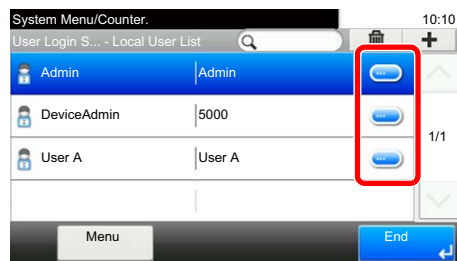 System Menu/Counter. 10:10
User Login S... - Local User List
Admin Admin
DeviceAdmin 5000
1/1
User A User A
Menu End